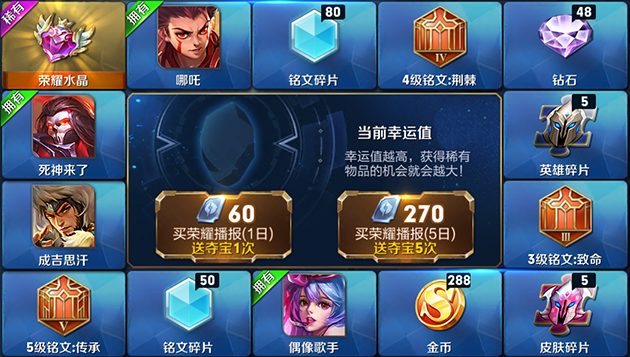 稀有
荣耀水晶
拥有
哪吒
80
铭文碎片
IV
4级铭文:荆棘
48
钻石
拥有
死神来了
当前幸运值
幸运值越高，获得稀有
物品的机会就会越大！
5
英雄碎片
成吉思汗
60
买荣耀播报(1日)
送夺宝1次
270
买荣耀播报(5日)
送夺宝5次
III
3级铭文:致命
V
5级铭文:传承
50
铭文碎片
拥有
偶像歌手
288
S
金币
5
皮肤碎片